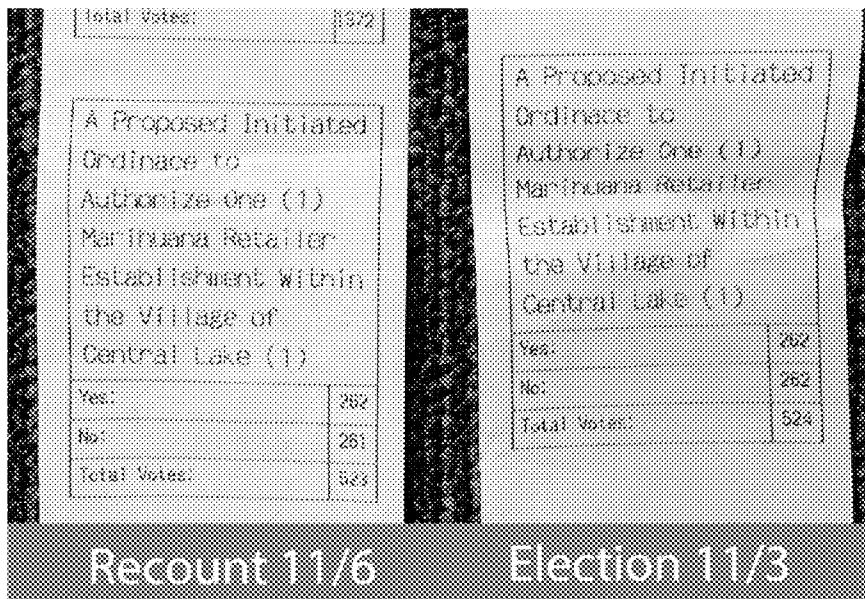 Total Votes: 1372
A Proposed Initiated
Ordinace to
Authorize One (1)
Marihuana Retailer
Establishment Within
the Village of
Central Lake (1)
Yes: 262
No: 261
Total Votes: 523
Recount 11/6
A Proposed Initiated
Ordinace to
Authorize One (1)
Marihuana Retailer
Establishment Within
the Village of
Central Lake (1)
Yes: 262
No: 262
Total Votes: 524
Election 11/3